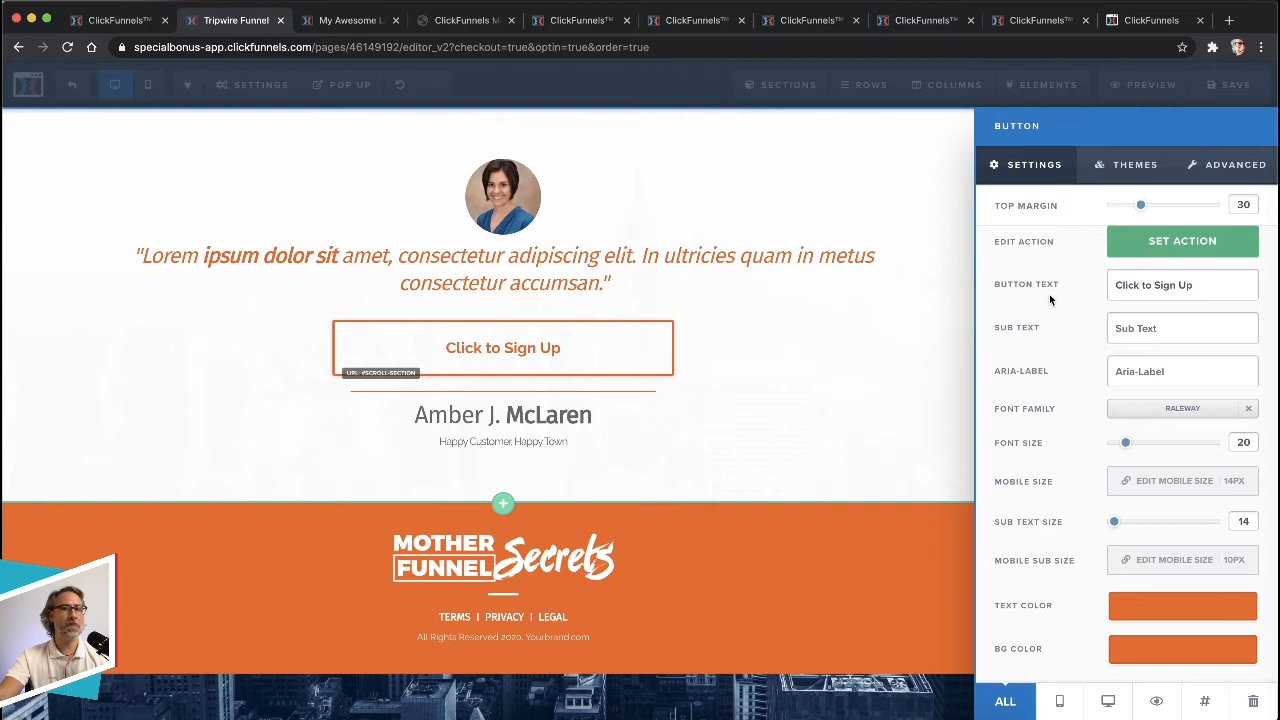 ClickFunnels™
Tripwire Funnel
My Awesome L
ClickFunnels M
ClickFunnels™
ClickFunnels™
ClickFunnels™
ClickFunnels™
ClickFunnels™
ClickFunnels
specialbonus-app.clickfunnels.com/pages/46149192/editor_v2?checkout=true&optin=true&order=true
SETTINGS
POP UP
SECTIONS
ROWS
COLUMNS
ELEMENTS
PREVIEW
SAVE
"Lorem ipsum dolor sit amet, consectetur adipiscing elit. In ultricies quam in metus
consectetur accumsan."
Click to Sign Up
URL: #SCROLL-SECTION
Amber J. McLaren
Happy Customer, Happy Town
MOTHER
FUNNEL
Secrets
TERMS I PRIVACY I LEGAL
All Rights Reserved 2020. Yourbrand.com
BUTTON
SETTINGS
THEMES
ADVANCED
TOP MARGIN 30
EDIT ACTION SET ACTION
BUTTON TEXT Click to Sign Up
SUB TEXT Sub Text
ARIA-LABEL Aria-Label
FONT FAMILY RALEWAY ×
FONT SIZE 20
MOBILE SIZE EDIT MOBILE SIZE 14PX
SUB TEXT SIZE 14
MOBILE SUB SIZE EDIT MOBILE SIZE 10PX
TEXT COLOR
BG COLOR
ALL
#